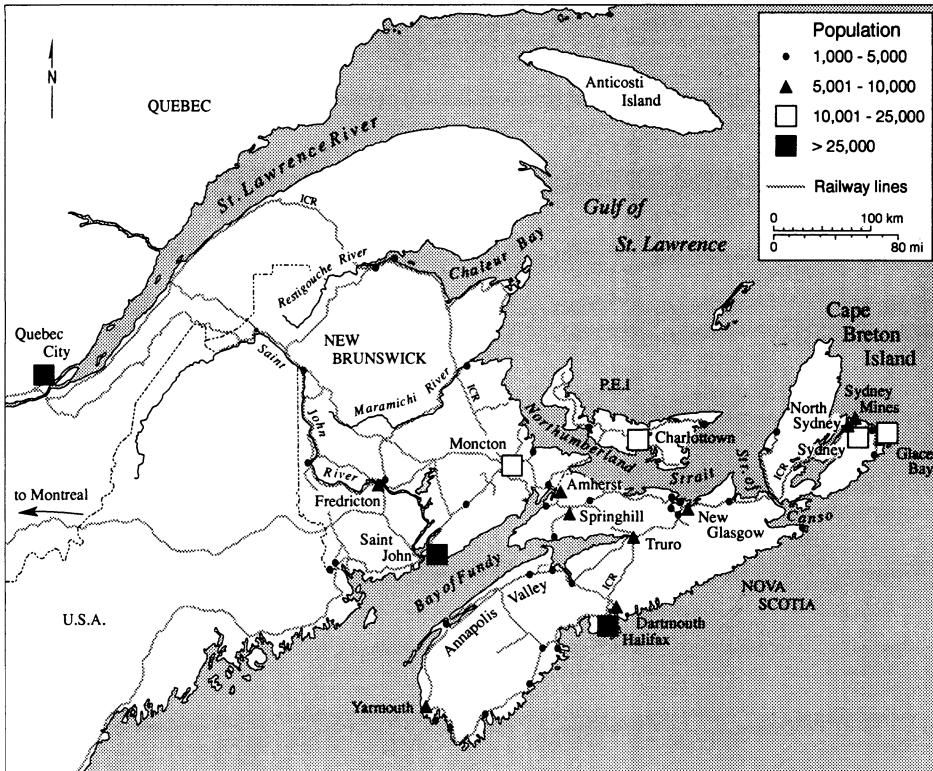 Population
1,000 - 5,000
5,001 - 10,000
10,001 - 25,000
> 25,000
Railway lines
0 100 km
0 80 mi
N
QUEBEC
Anticosti
Island
St. Lawrence River
ICR
Gulf of
St. Lawrence
Chaleur Bay
Restigouche River
Quebec
City
NEW
BRUNSWICK
Cape
Breton
Island
Saint
John
River
Maramichi River
ICR
P.E.I
Sydney
Mines
North
Sydney
Sydney
Glace
Bay
ICR
Moncton
Northumberland
Strait
Charlottown
Str. of
Canso
to Montreal
Fredricton
Amherst
Springhill
New
Glasgow
Truro
Saint
John
Bay of Fundy
ICR
NOVA
SCOTIA
U.S.A.
Annapolis
Valley
Dartmouth
Halifax
Yarmouth